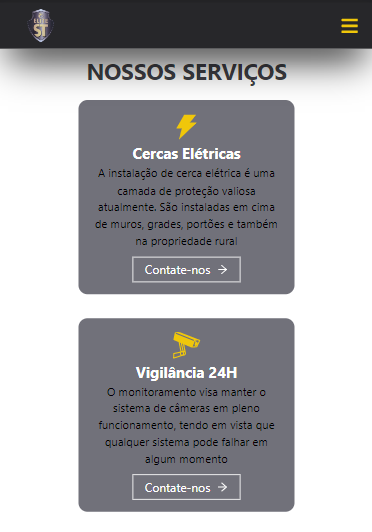 ELITE
ST
NOSSOS SERVIÇOS
Cercas Elétricas
A instalação de cerca elétrica é uma
camada de proteção valiosa
atualmente. São instaladas em cima
de muros, grades, portões e também
na propriedade rural
Contate-nos →
Vigilância 24H
O monitoramento visa manter o
sistema de câmeras em pleno
funcionamento, tendo em vista que
qualquer sistema pode falhar em
algum momento
Contate-nos →